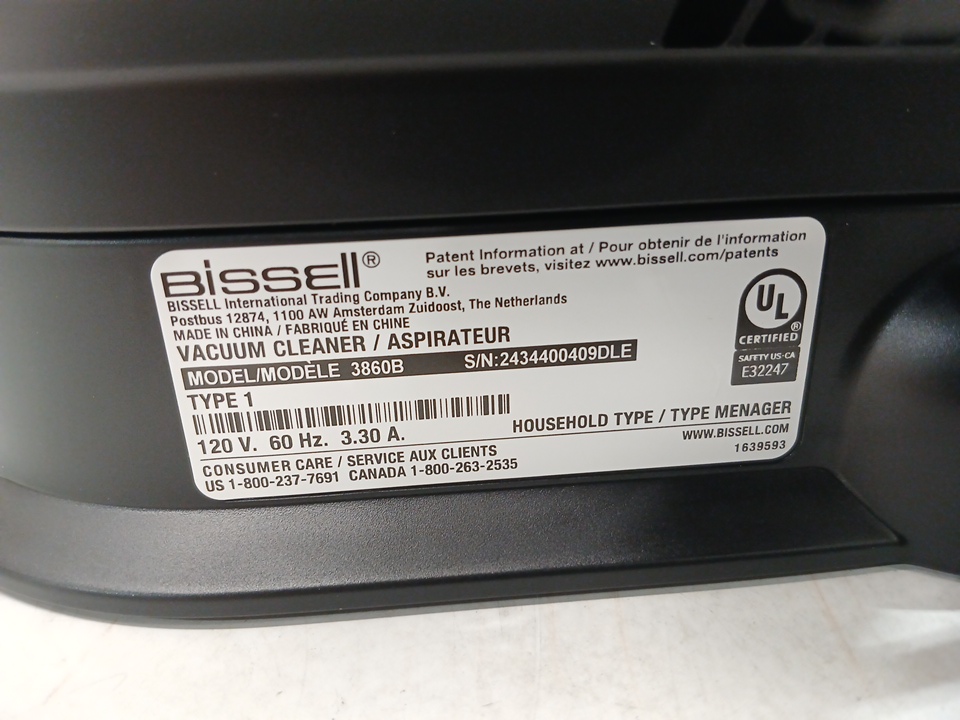 BISSELL®
Patent Information at / Pour obtenir de l'information
sur les brevets, visitez www.bissell.com/patents
BISSELL International Trading Company B.V.
Postbus 12874, 1100 AW Amsterdam Zuidoost, The Netherlands
MADE IN CHINA / FABRIQUÉ EN CHINE
VACUUM CLEANER / ASPIRATEUR
MODEL/MODÈLE 3860B S/N:2434400409DLE
TYPE 1
120 V. 60 Hz. 3.30 A.
HOUSEHOLD TYPE / TYPE MENAGER
WWW.BISSELL.COM
1639593
CONSUMER CARE / SERVICE AUX CLIENTS
US 1-800-237-7691 CANADA 1-800-263-2535
UL ®
CERTIFIED
SAFETY US-CA
E32247